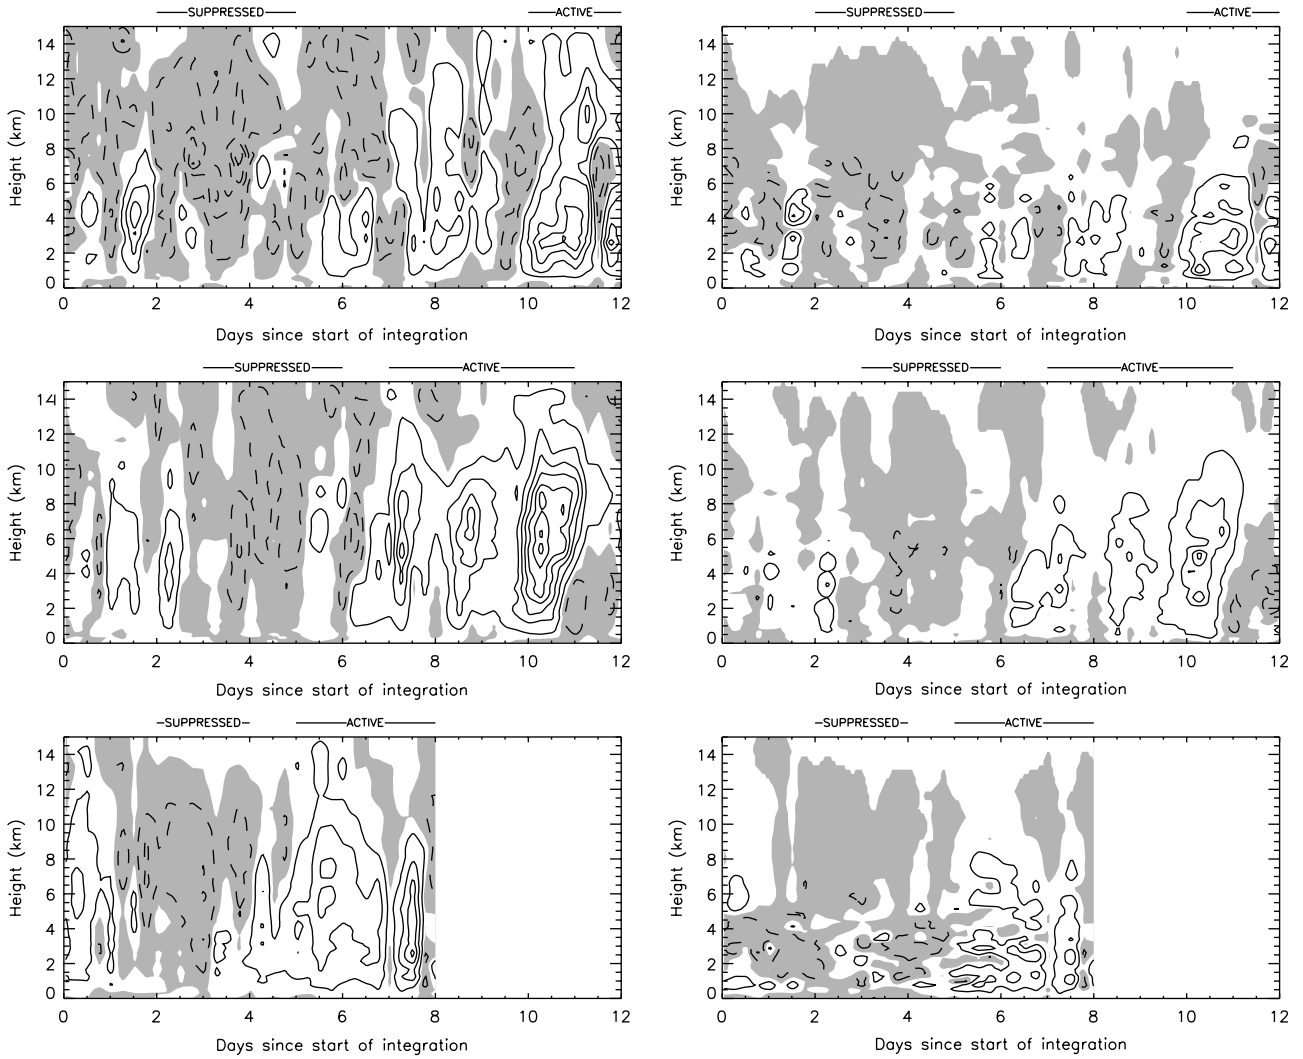 SUPPRESSED ACTIVE SUPPRESSED ACTIVE
14
12
10
8
6
4
2
0
Height (km)
0 2 4 6 8 10 12
Days since start of integration
14
12
10
8
6
4
2
0
Height (km)
0 2 4 6 8 10 12
Days since start of integration
SUPPRESSED ACTIVE SUPPRESSED ACTIVE
14
12
10
8
6
4
2
0
Height (km)
0 2 4 6 8 10 12
Days since start of integration
14
12
10
8
6
4
2
0
Height (km)
0 2 4 6 8 10 12
Days since start of integration
SUPPRESSED ACTIVE SUPPRESSED ACTIVE
14
12
10
8
6
4
2
0
Height (km)
0 2 4 6 8 10 12
Days since start of integration
14
12
10
8
6
4
2
0
Height (km)
0 2 4 6 8 10 12
Days since start of integration